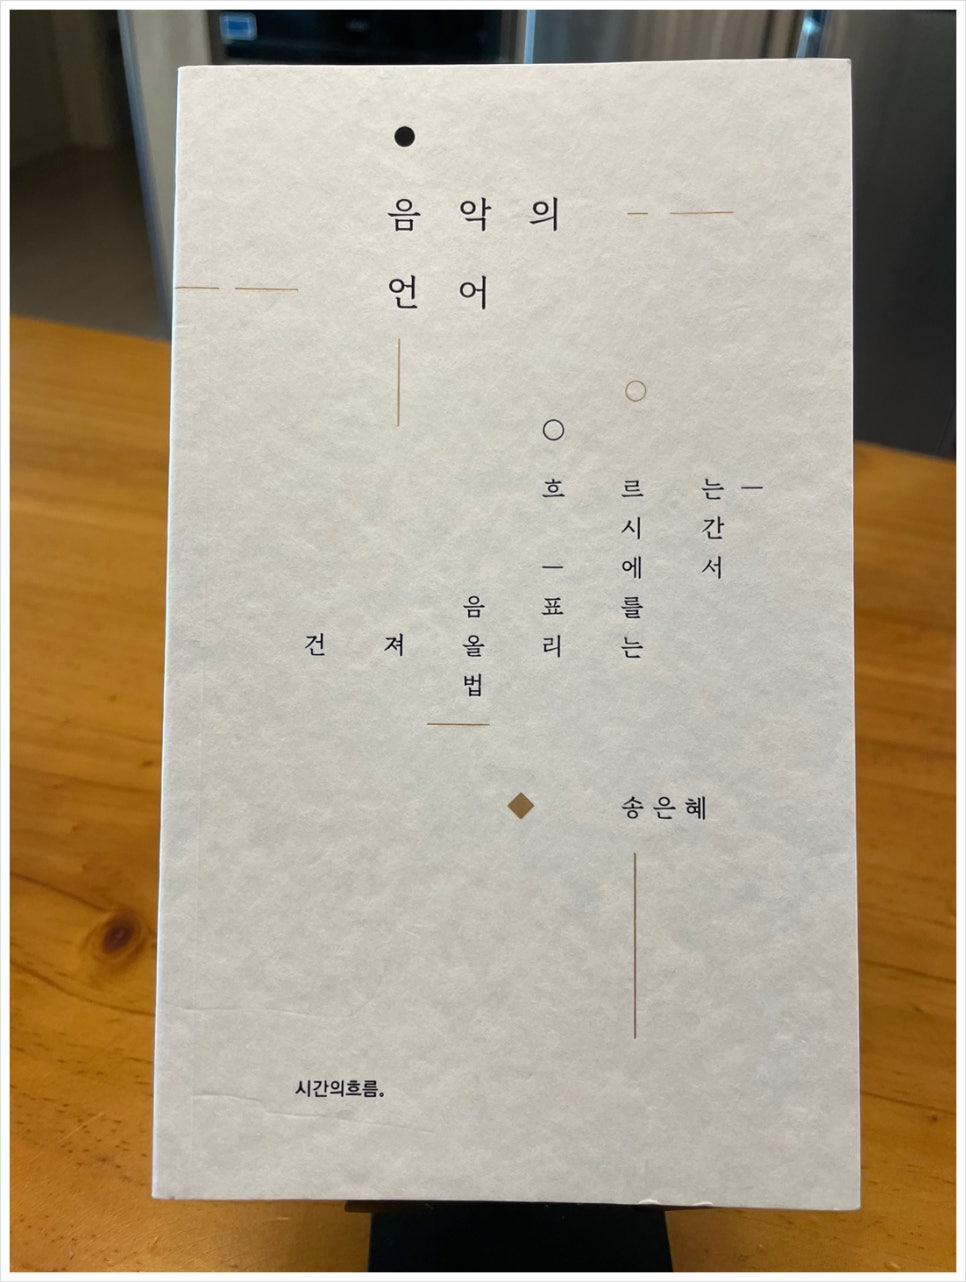 음악의
언어
흐 르 는 —
시 간
— 에 서
음 표 를
건 져 올 리 는
법
송은혜
시간의흐름。